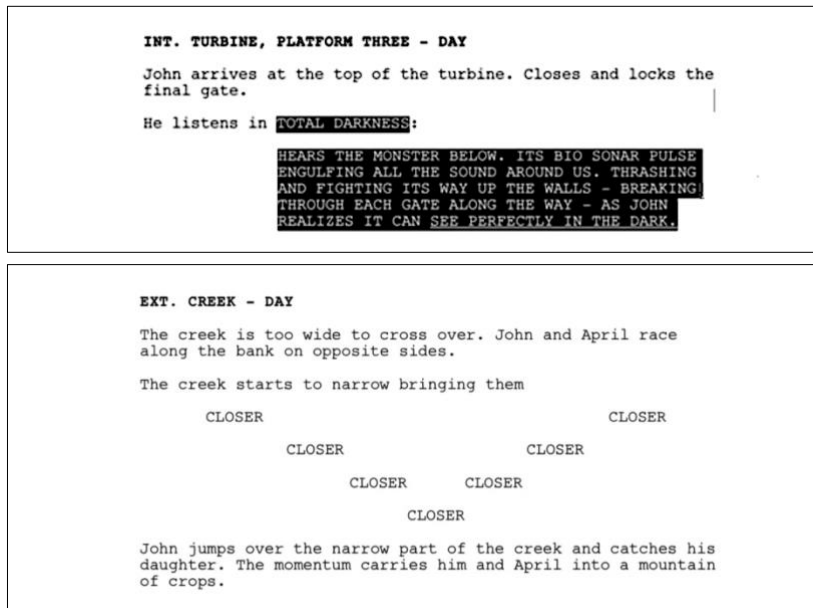 INT. TURBINE, PLATFORM THREE - DAY
John arrives at the top of the turbine. Closes and locks the
final gate.
He listens in TOTAL DARKNESS:
HEARS THE MONSTER BELOW. ITS BIO SONAR PULSE
ENGULFING ALL THE SOUND AROUND US. THRASHING
AND FIGHTING ITS WAY UP THE WALLS - BREAKING
THROUGH EACH GATE ALONG THE WAY - AS JOHN
REALIZES IT CAN SEE PERFECTLY IN THE DARK.
EXT. CREEK - DAY
The creek is too wide to cross over. John and April race
along the bank on opposite sides.
The creek starts to narrow bringing them
CLOSER CLOSER
CLOSER CLOSER
CLOSER CLOSER
CLOSER
John jumps over the narrow part of the creek and catches his
daughter. The momentum carries him and April into a mountain
of crops.